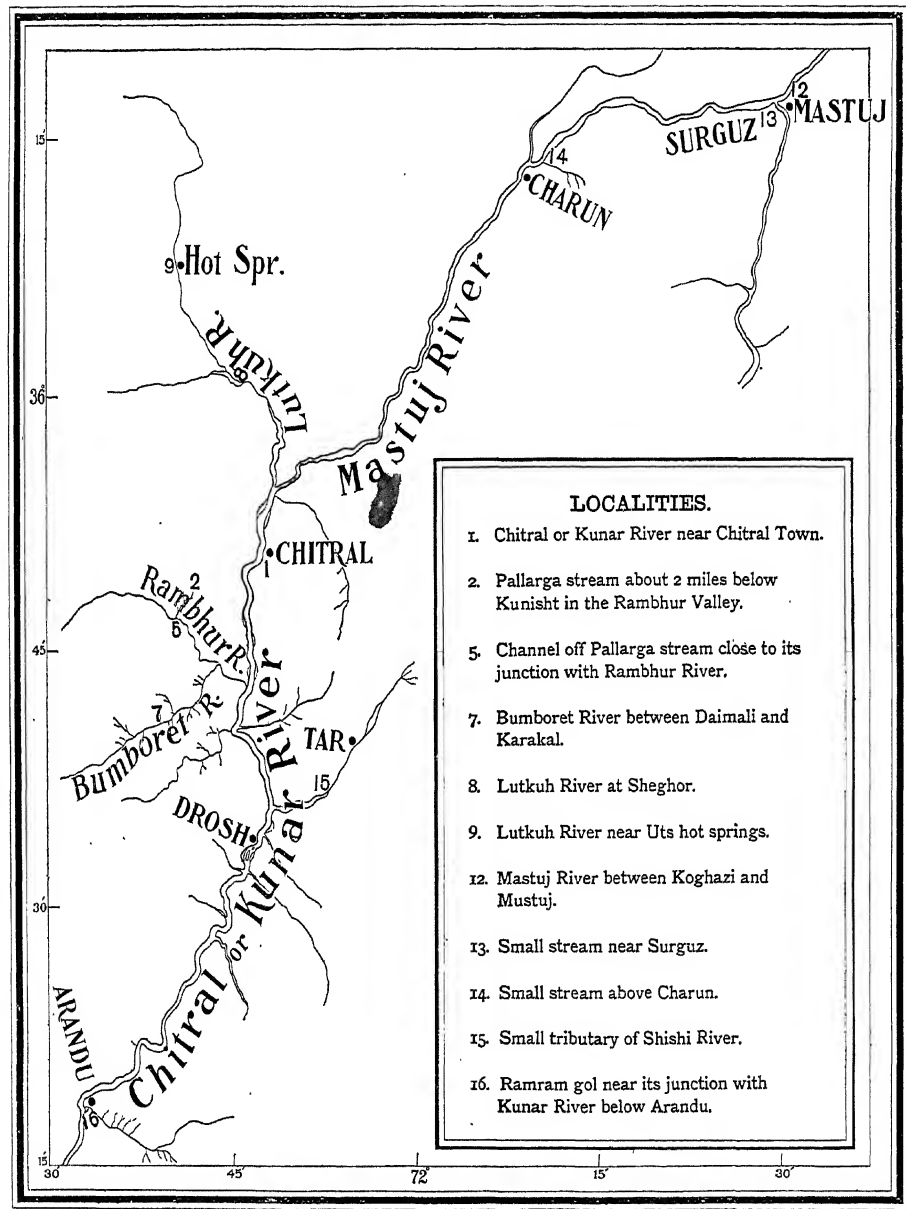 12
MASTUJ
13
SURGUZ
15'
14
CHARUN
9
Hot Spr.
Lutkuh R.
8
Mastuj River
36°
CHITRAL
1
2
Rambhur R.
5
45'
7
Bumboret R.
TAR
15
DROSH
30'
Chitral or Kunar River
ARANDU
16
15'
30'
45'
72°
15'
30'
LOCALITIES.
1. Chitral or Kunar River near Chitral Town.
2. Pallarga stream about 2 miles below
Kunisht in the Rambhur Valley.
5. Channel off Pallarga stream close to its
junction with Rambhur River.
7. Bumboret River between Daimali and
Karakal.
8. Lutkuh River at Sheghor.
9. Lutkuh River near Uts hot springs.
12. Mastuj River between Koghazi and
Mustuj.
13. Small stream near Surguz.
14. Small stream above Charun.
15. Small tributary of Shishi River.
16. Ramram gol near its junction with
Kunar River below Arandu.